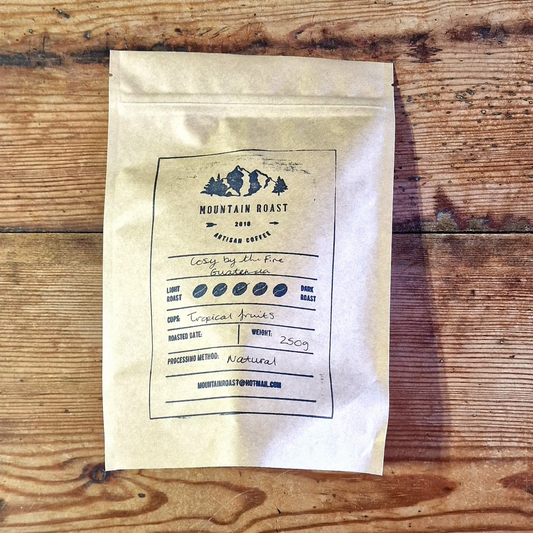 MOUNTAIN ROAST
2018
ARTISAN COFFEE
Cosy by the Fire
Guatemala
LIGHT ROAST DARK ROAST
CUPS: Tropical fruits
ROASTED DATE: WEIGHT: 250g
PROCESSING METHOD: Natural
MOUNTAINROAST@HOTMAIL.COM